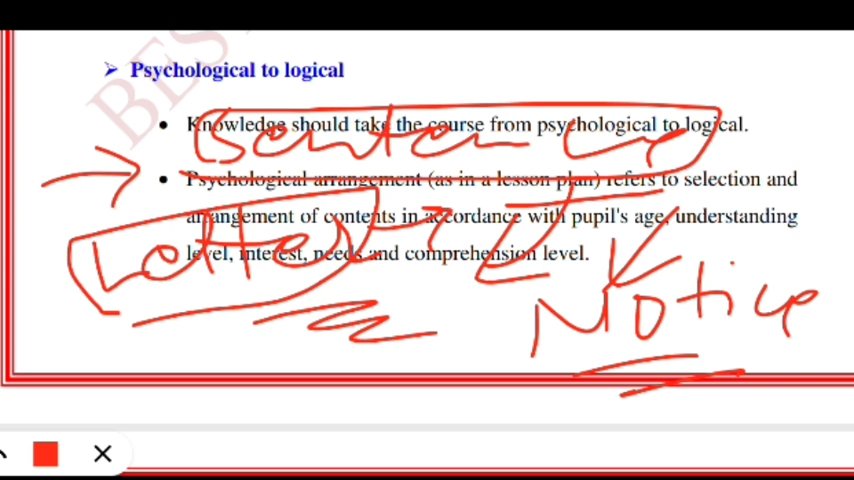 BES
➢ Psychological to logical
• Knowledge should take the course from psychological to logical.
Sentence
• Psychological arrangement (as in a lesson plan) refers to selection and
arrangement of contents in accordance with pupil's age, understanding
Letter
level, interest, needs and comprehension level.
Notice